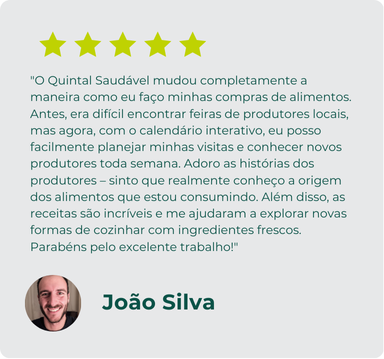 "O Quintal Saudável mudou completamente a
maneira como eu faço minhas compras de alimentos.
Antes, era difícil encontrar feiras de produtores locais,
mas agora, com o calendário interativo, eu posso
facilmente planejar minhas visitas e conhecer novos
produtores toda semana. Adoro as histórias dos
produtores – sinto que realmente conheço a origem
dos alimentos que estou consumindo. Além disso, as
receitas são incríveis e me ajudaram a explorar novas
formas de cozinhar com ingredientes frescos.
Parabéns pelo excelente trabalho!"
João Silva